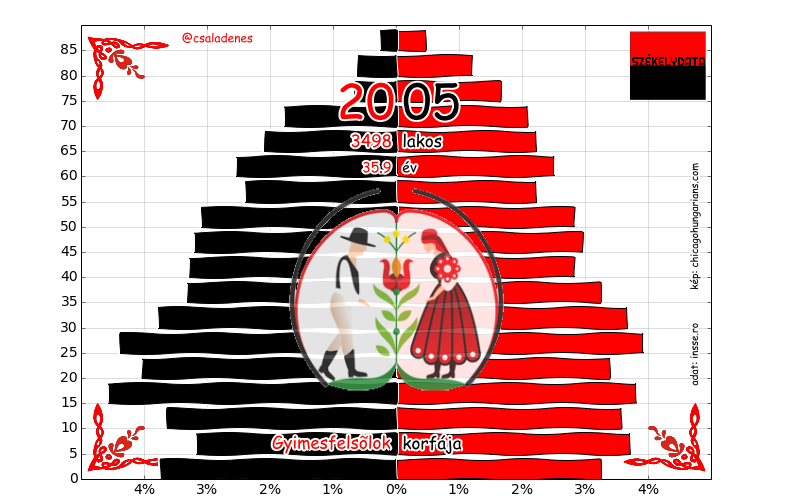 @csaladenes
SZÉKELYDATA
2005
3498 lakos
35.9 év
kép: chicagohungarians.com
adat: insse.ro
Gyimesfelsőlok korfája
85
80
75
70
65
60
55
50
45
40
35
30
25
20
15
10
5
0
4% 3% 2% 1% 0% 1% 2% 3% 4%